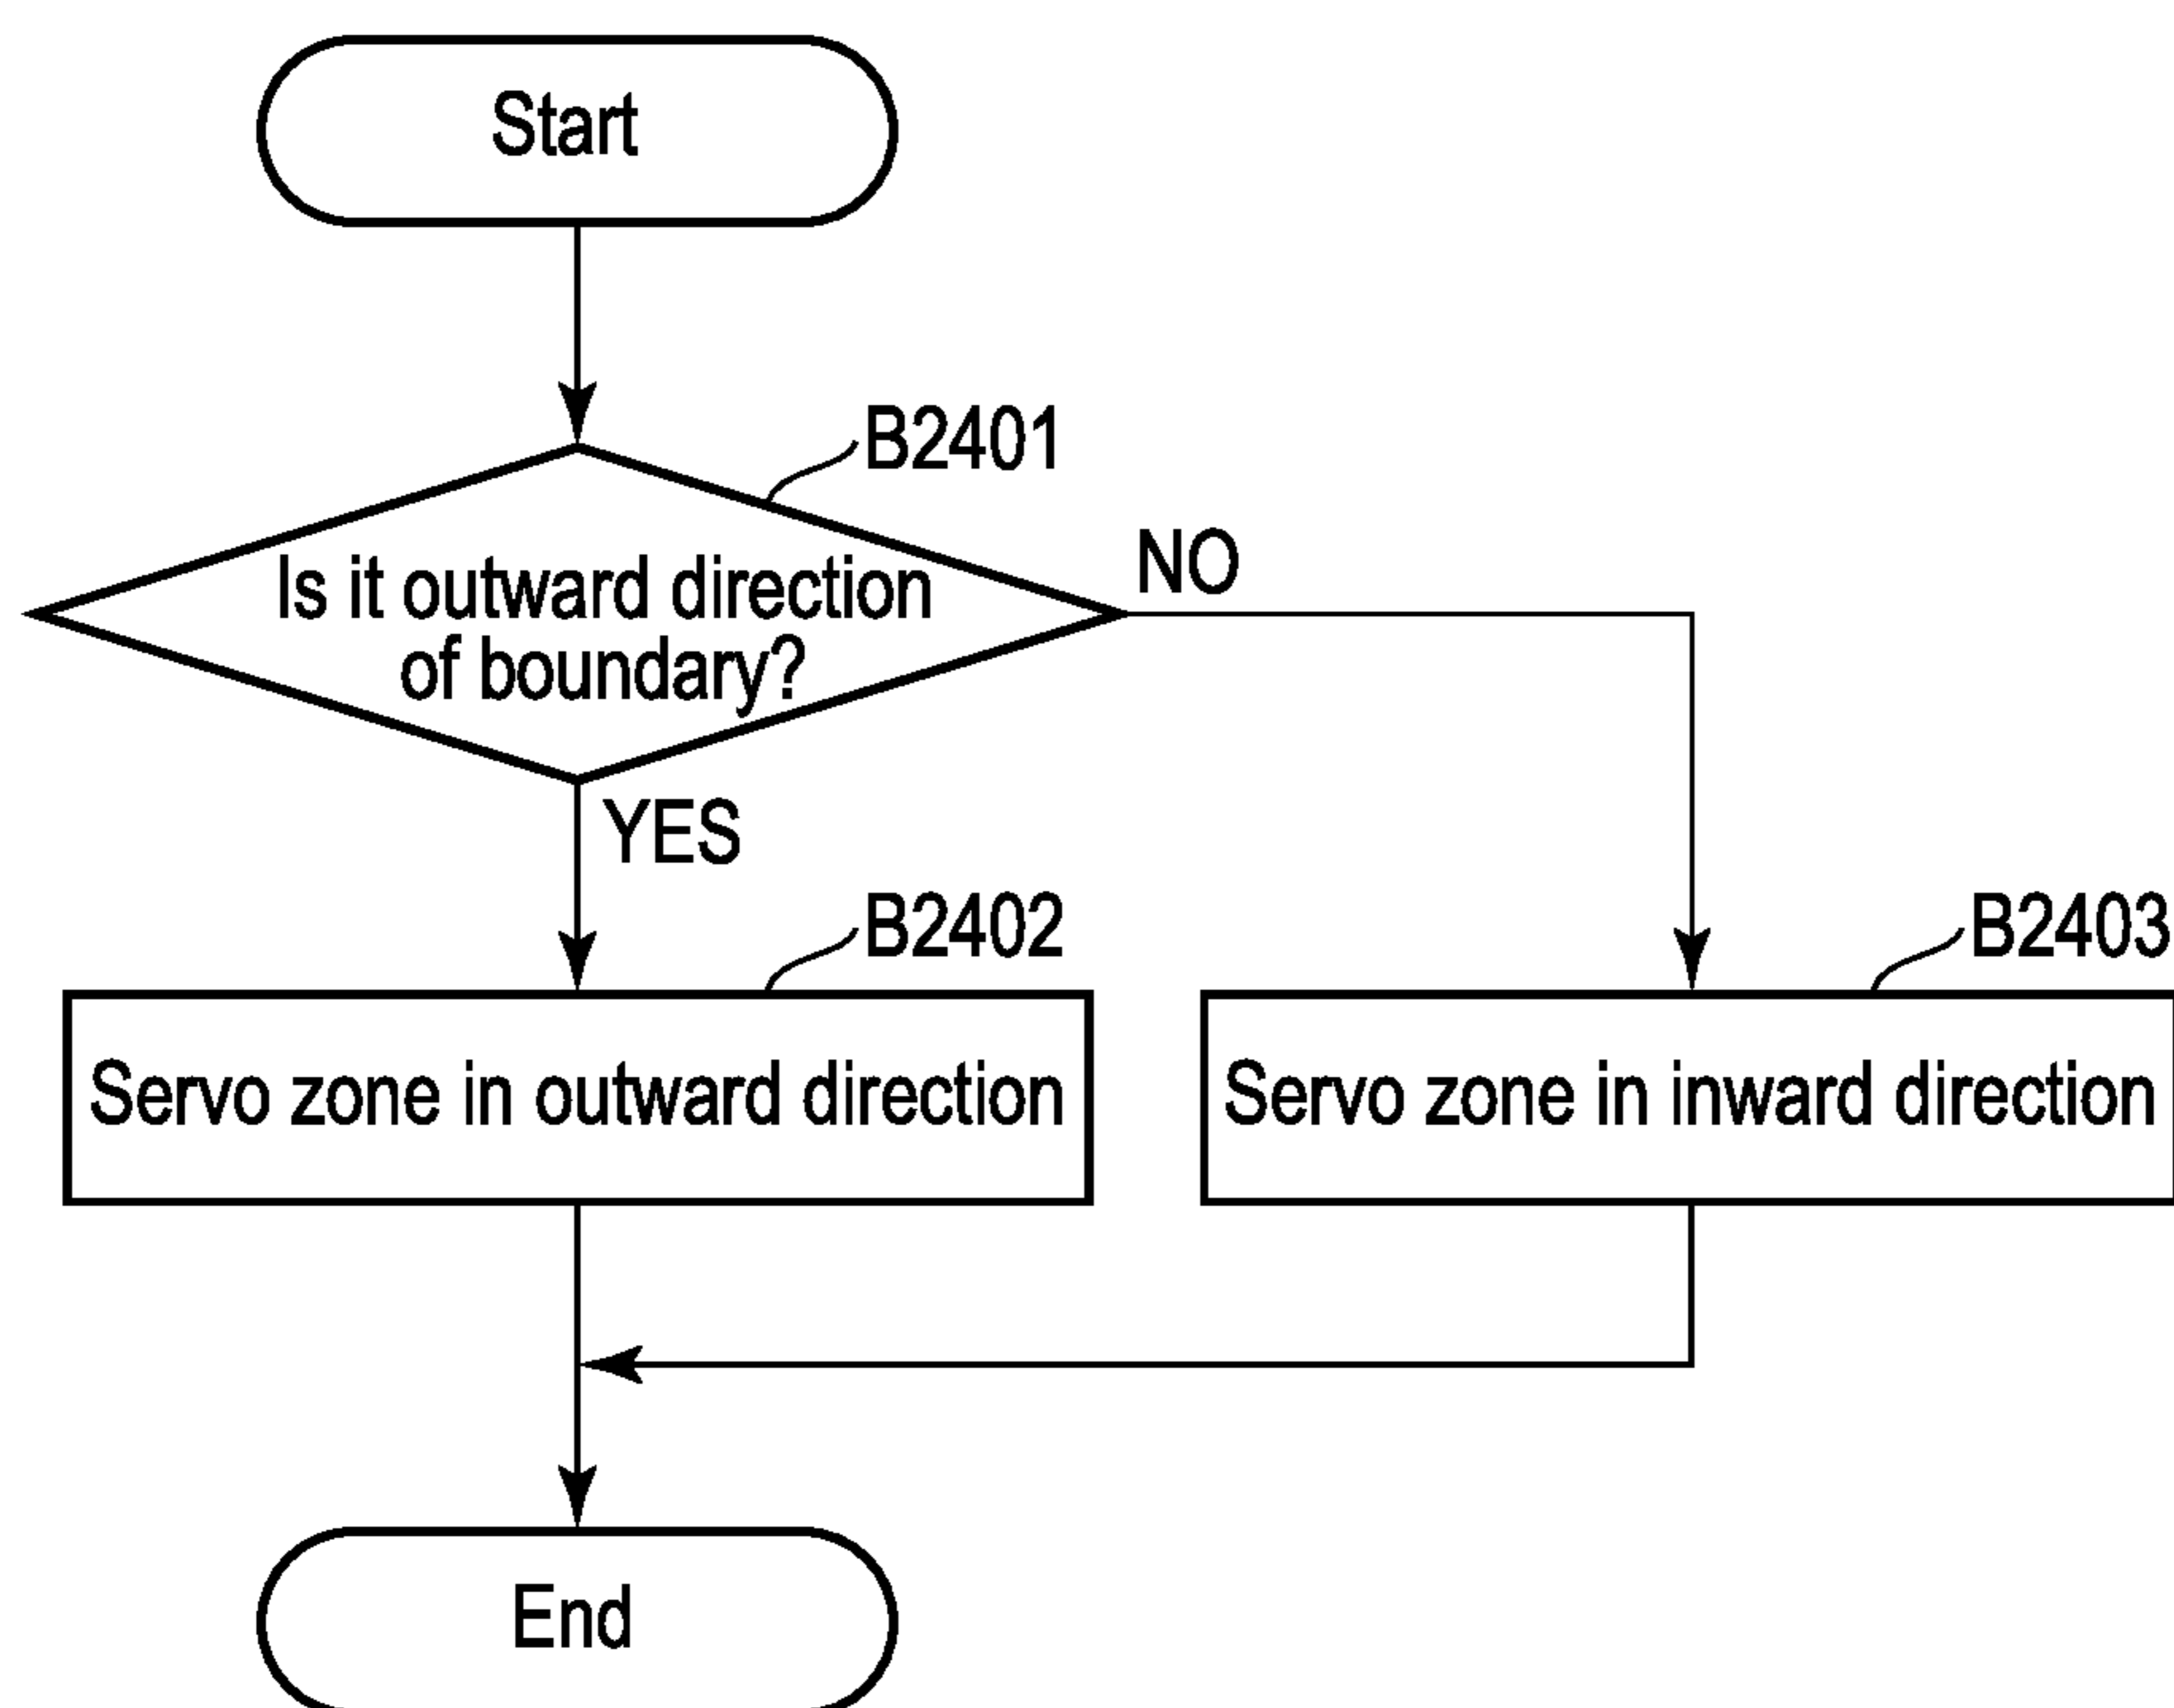 Start
B2401
Is it outward direction
of boundary?
NO
YES
B2402
B2403
Servo zone in outward direction
Servo zone in inward direction
End